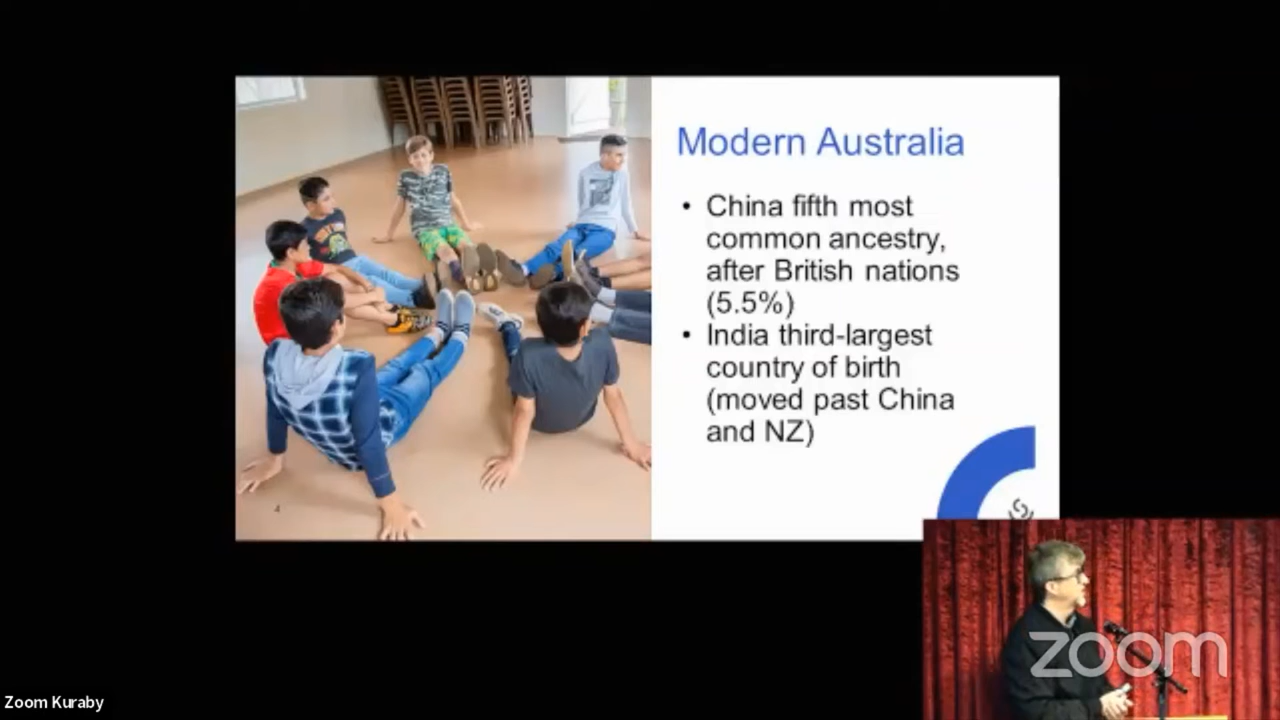 Modern Australia
• China fifth most
common ancestry,
after British nations
(5.5%)
• India third-largest
country of birth
(moved past China
and NZ)
4
zoom
Zoom Kuraby